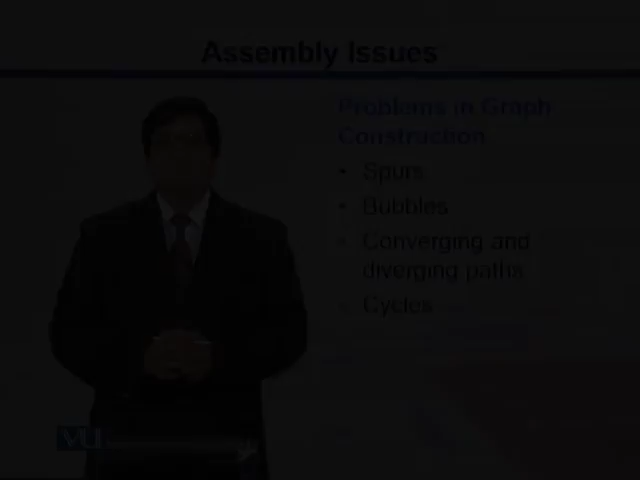 Assembly Issues
Problems in Graph
Construction
• Spurs
• Bubbles
• Converging and
diverging paths
• Cycles
VU